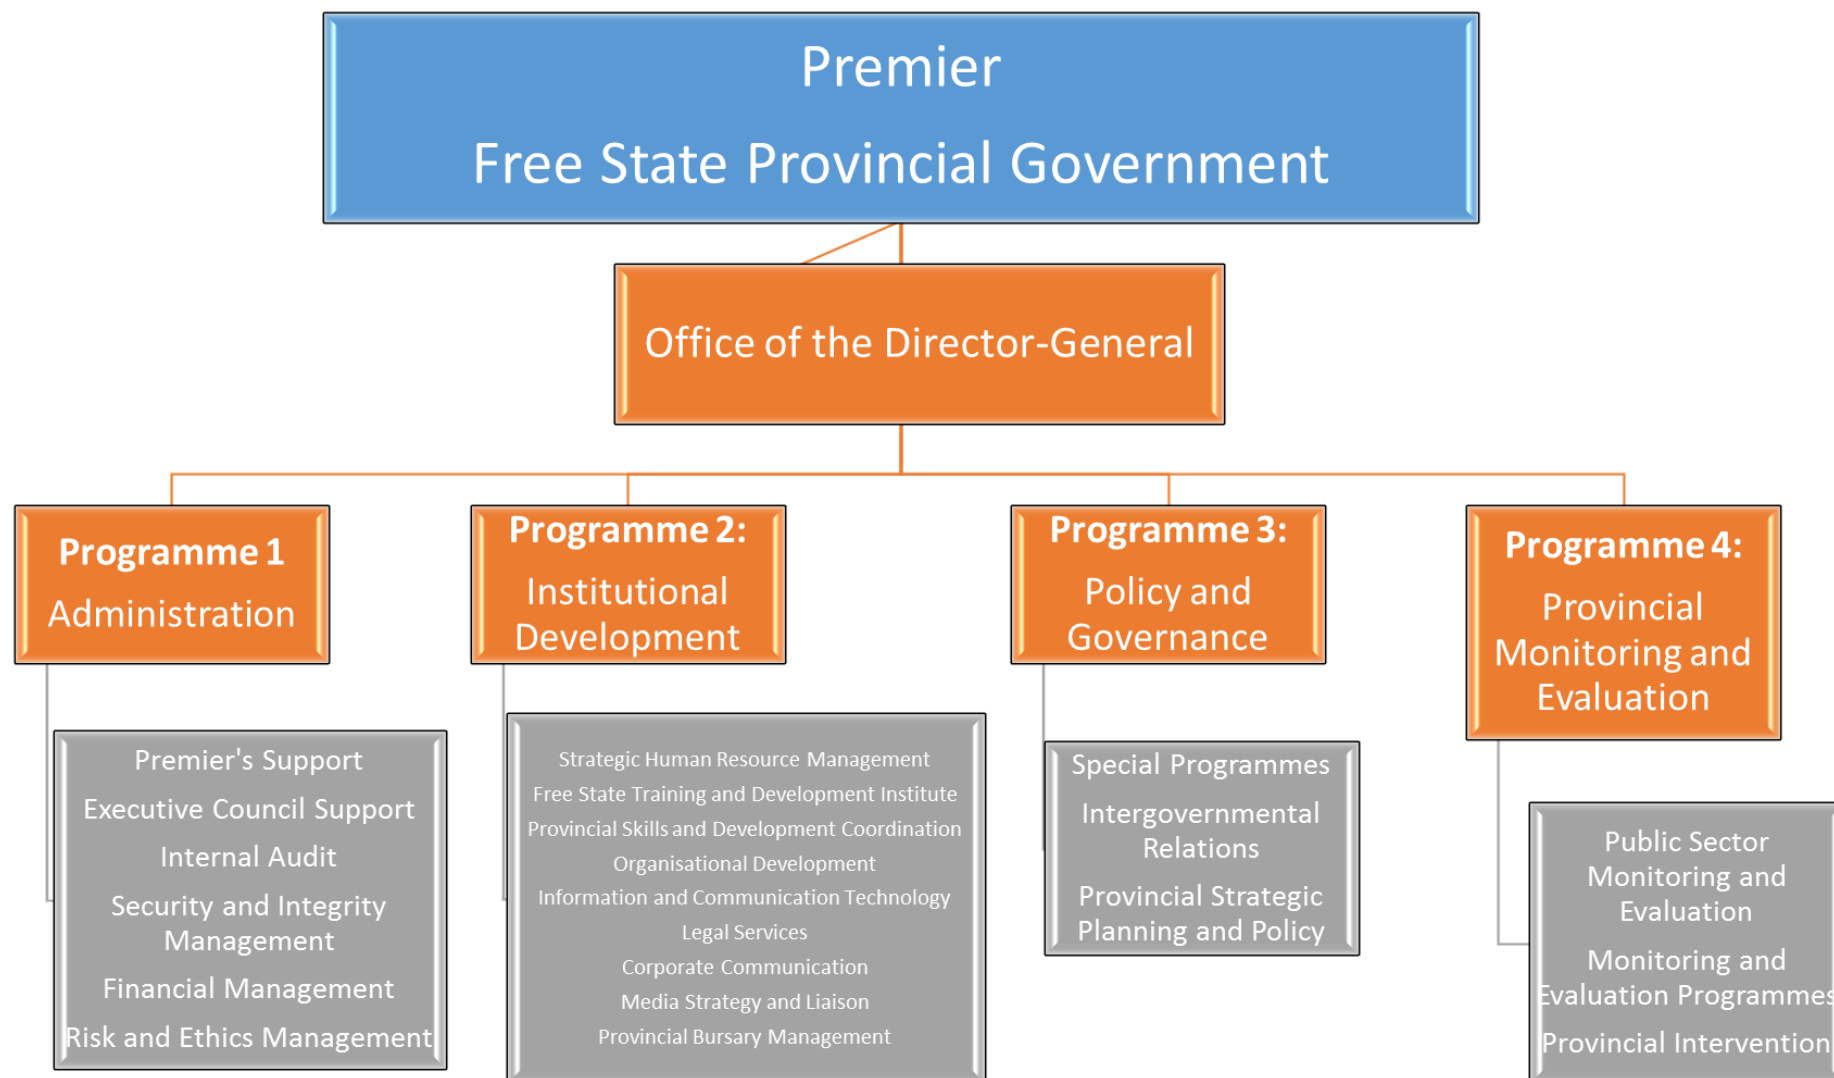 Premier
Free State Provincial Government
Office of the Director-General
Programme 1
Administration
Premier's Support
Executive Council Support
Internal Audit
Security and Integrity
Management
Financial Management
Risk and Ethics Management
Programme 2:
Institutional
Development
Strategic Human Resource Management
Free State Training and Development Institute
Provincial Skills and Development Coordination
Organisational Development
Information and Communication Technology
Legal Services
Corporate Communication
Media Strategy and Liaison
Provincial Bursary Management
Programme 3:
Policy and
Governance
Special Programmes
Intergovernmental
Relations
Provincial Strategic
Planning and Policy
Programme 4:
Provincial
Monitoring and
Evaluation
Public Sector
Monitoring and
Evaluation
Monitoring and
Evaluation Programmes
Provincial Intervention